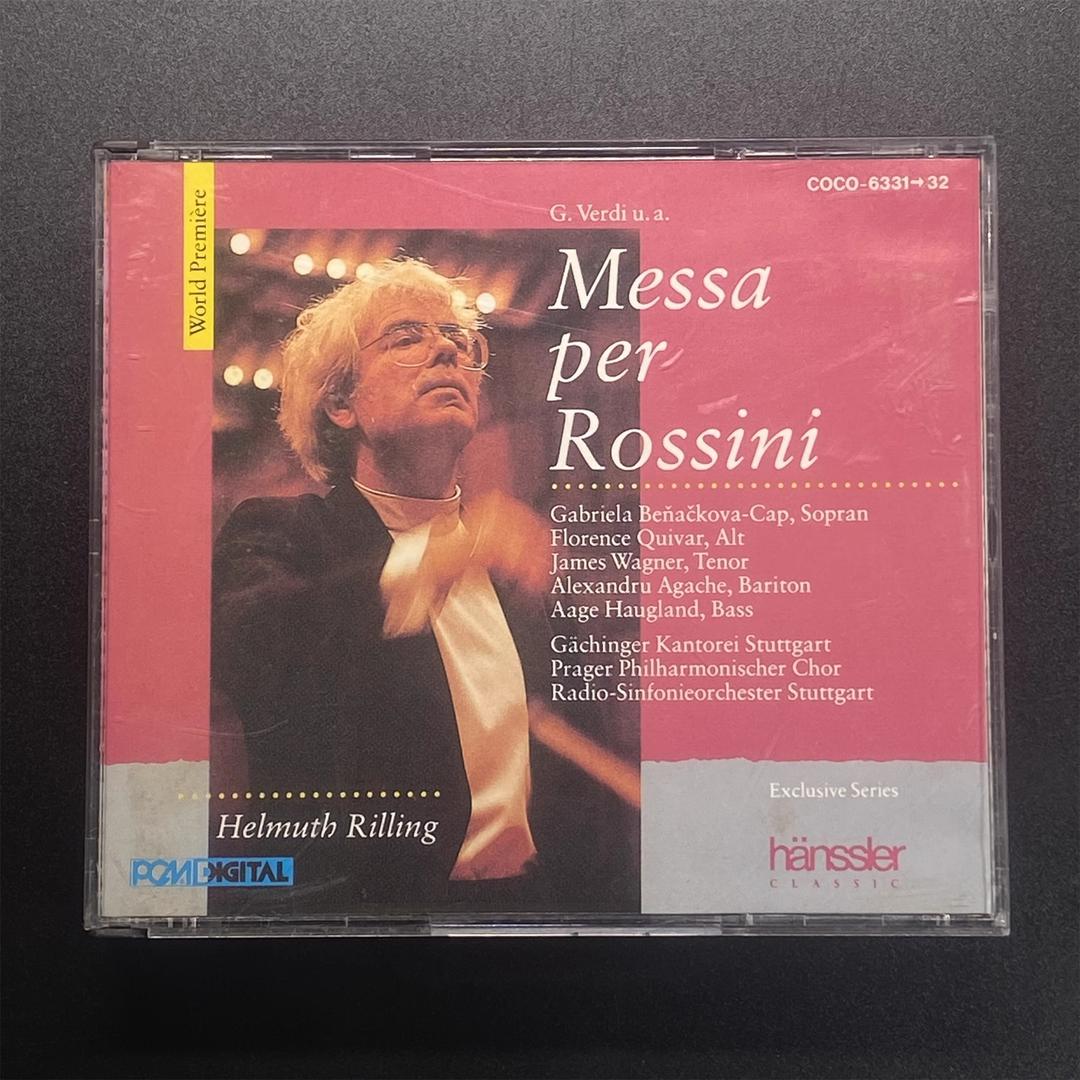 COCO-6331→32
World Première
G. Verdi u. a.
Messa
per
Rossini
Gabriela Beňačkova-Cap, Sopran
Florence Quivar, Alt
James Wagner, Tenor
Alexandru Agache, Bariton
Aage Haugland, Bass
Gächinger Kantorei Stuttgart
Prager Philharmonischer Chor
Radio-Sinfonieorchester Stuttgart
Exclusive Series
Helmuth Rilling
PCM DIGITAL
hänssler
CLASSIC